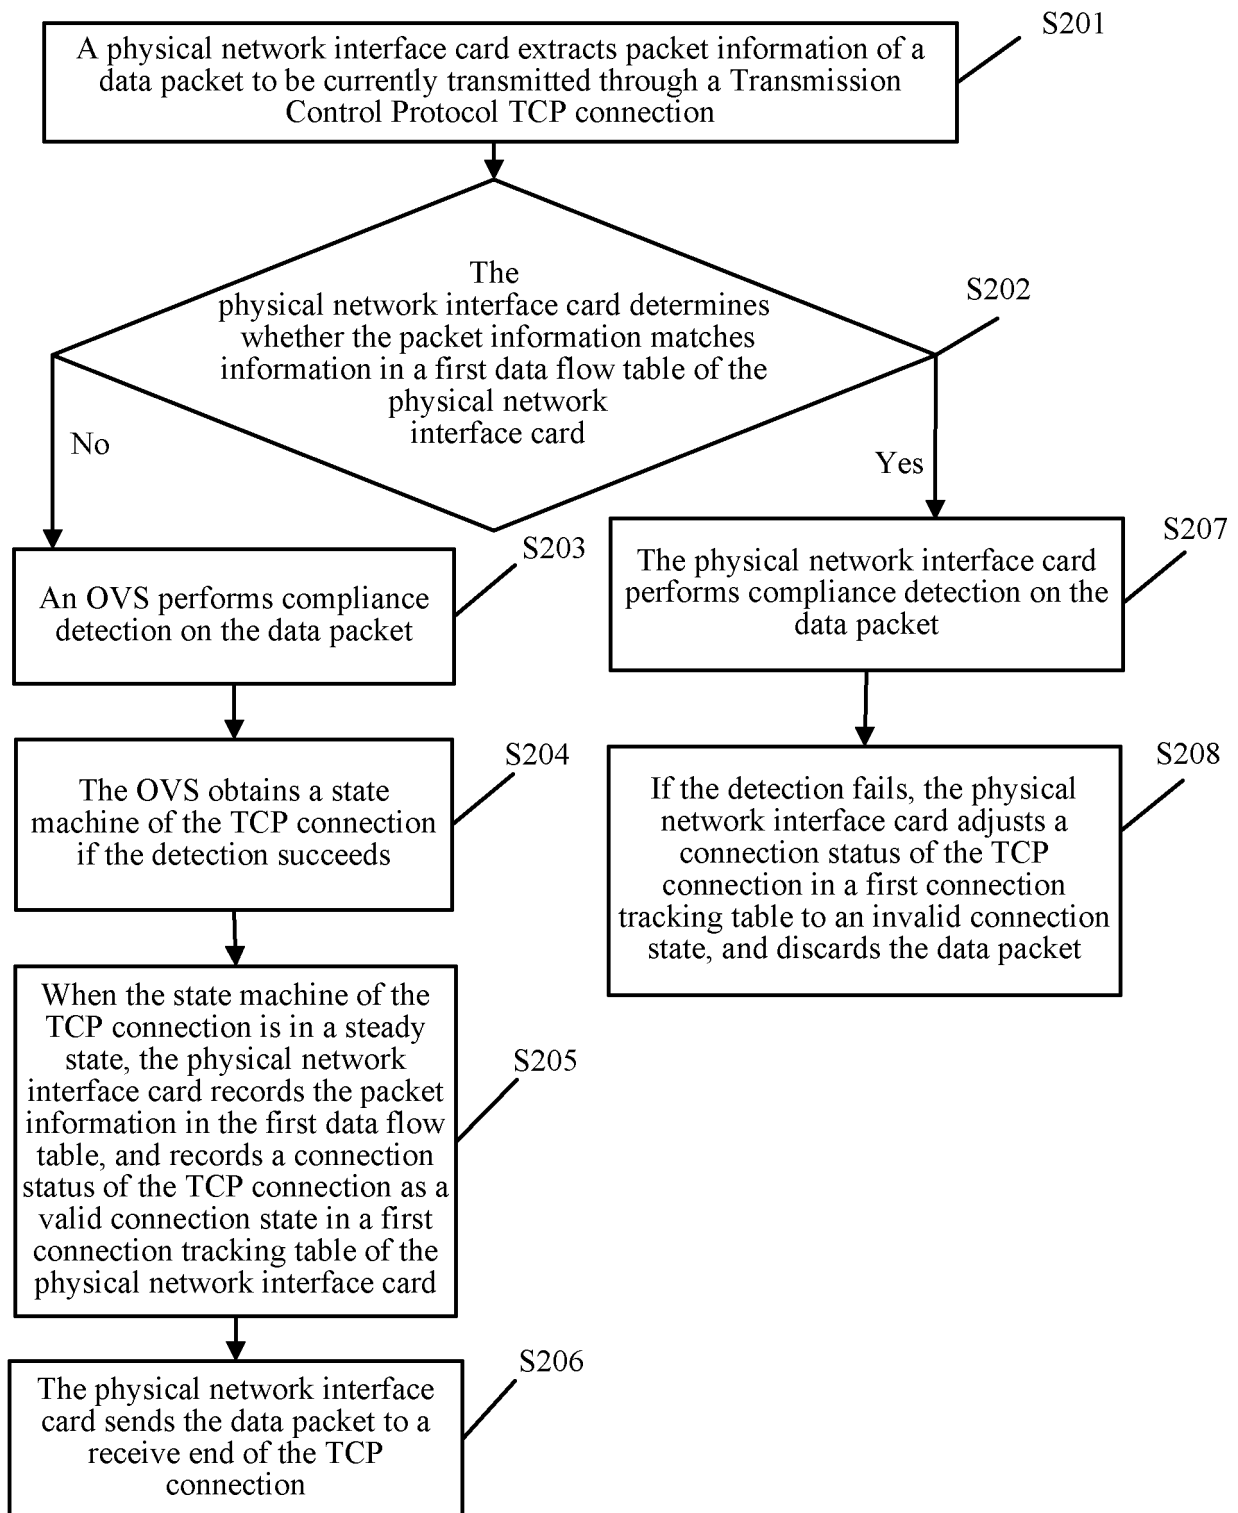 S201
A physical network interface card extracts packet information of a
data packet to be currently transmitted through a Transmission
Control Protocol TCP connection
S202
The
physical network interface card determines
whether the packet information matches
information in a first data flow table of the
physical network
interface card
No
Yes
S203
An OVS performs compliance
detection on the data packet
S207
The physical network interface card
performs compliance detection on the
data packet
S204
The OVS obtains a state
machine of the TCP connection
if the detection succeeds
S208
If the detection fails, the physical
network interface card adjusts a
connection status of the TCP
connection in a first connection
tracking table to an invalid connection
state, and discards the data packet
S205
When the state machine of the
TCP connection is in a steady
state, the physical network
interface card records the packet
information in the first data flow
table, and records a connection
status of the TCP connection as a
valid connection state in a first
connection tracking table of the
physical network interface card
S206
The physical network interface
card sends the data packet to a
receive end of the TCP
connection